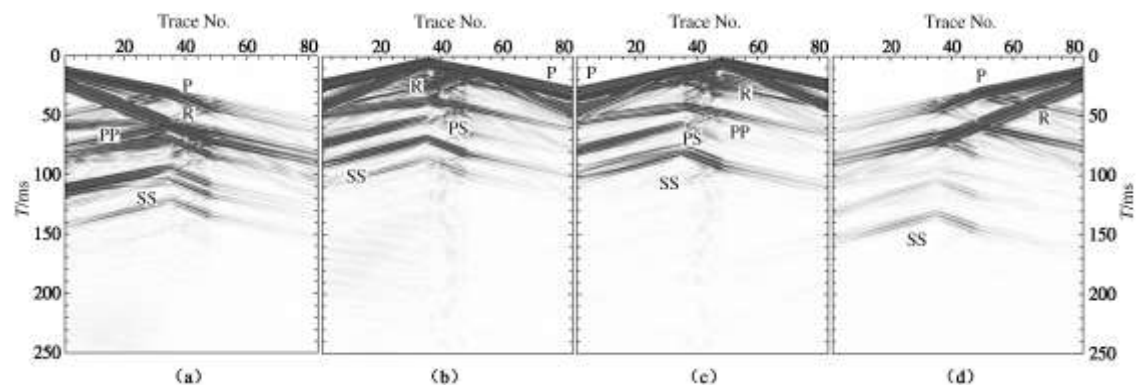 Trace No. Trace No. Trace No. Trace No.
20 40 60 80 20 40 60 80 20 40 60 80 20 40 60 80
0 0
P P P P
R R R
50 R 50
PP PS PS PP
100 100
SS SS SS
T/ms T/ms
SS
150 150
200 200
250 250
(a) (b) (c) (d)